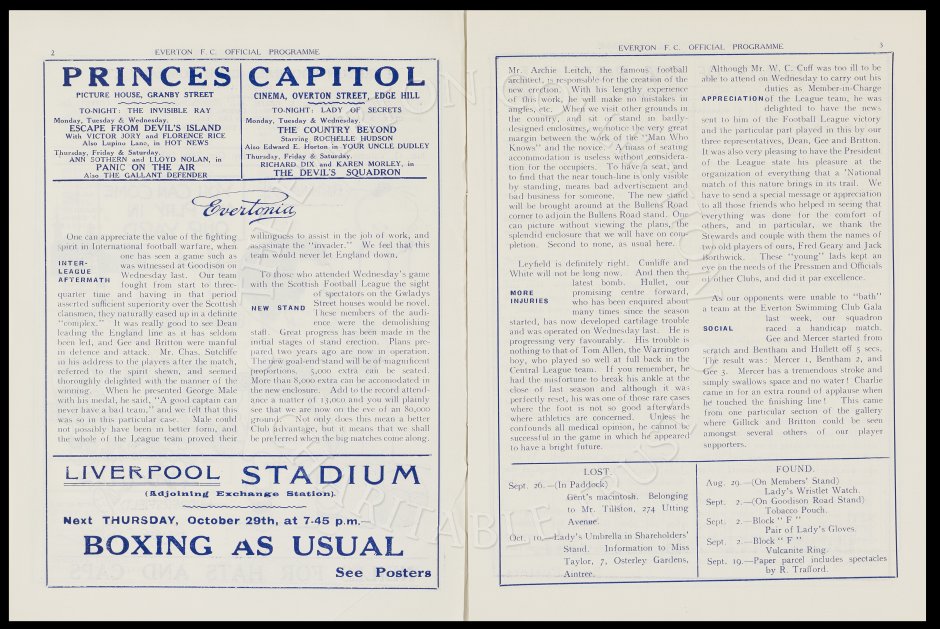 2
EVERTON F. C. OFFICIAL PROGRAMME
PRINCES
PICTURE HOUSE, GRANBY STREET
TO-NIGHT: THE INVISIBLE RAY
Monday, Tuesday & Wednesday.
ESCAPE FROM DEVIL'S ISLAND
With VICTOR JORY and FLORENCE RICE
Also Lupino Lane, in HOT NEWS
Thursday, Friday & Saturday.
ANN SOTHERN and LLOYD NOLAN, in
PANIC ON THE AIR
Also THE GALLANT DEFENDER
CAPITOL
CINEMA, OVERTON STREET, EDGE HILL
TO-NIGHT: LADY OF SECRETS
Monday, Tuesday & Wednesday.
THE COUNTRY BEYOND
Starring ROCHELLE HUDSON
Also Edward E. Horton in YOUR UNCLE DUDLEY
Thursday, Friday & Saturday.
RICHARD DIX and KAREN MORLEY, in
THE DEVIL'S SQUADRON
Evertonia
One can appreciate the value of the fighting
spirit in International football warfare, when
one has seen a game such as
was witnessed at Goodison on
INTER-
LEAGUE
AFTERMATH
Wednesday last. Our team
fought from start to three-
quarter time and having in that period
asserted sufficient superiority over the Scottish
clansmen, they naturally eased up in a definite
"complex." It was really good to see Dean
leading the England line as it has seldom
been led, and Gee and Britton were manful
in defence and attack. Mr. Chas. Sutcliffe
in his address to the players after the match,
referred to the spirit shewn, and seemed
thoroughly delighted with the manner of the
winning. When he presented George Male
with his medal, he said, "A good captain can
never have a bad team," and we felt that this
was so in this particular case. Male could
not possibly have been in better form, and
the whole of the League team proved their
willingness to assist in the job of work, and
assasinate the "invader." We feel that this
team would never let England down.
To those who attended Wednesday's game
with the Scottish Football League the sight
of spectators on the Gwladys
NEW STAND
Street houses would be novel.
These members of the audi-
ence were the demolishing
staff. Great progress has been made in the
initial stages of stand erection. Plans pre-
pared two years ago are now in operation.
The new goal-end stand will be of magnificent
proportions, 5,000 extra can be seated.
More than 8,000 extra can be accomodated in
the new enclosure. Add to the record attend-
ance a matter of 13,000 and you will plainly
see that we are now on the eve of an 80,000
ground. Not only does this mean a better
Club advantage, but it means that we shall
be preferred when the big matches come along.
LIVERPOOL STADIUM
(Adjoining Exchange Station).
Next THURSDAY, October 29th, at 7-45 p.m.
BOXING AS USUAL
See Posters
EVERTON F. C. OFFICIAL PROGRAMME
3
Mr. Archie Leitch, the famous football
architect, is responsible for the creation of the
new erection. With his lengthy experience
of this work, he will make no mistakes in
angles, etc. When we visit other grounds in
the country, and sit or stand in badly-
designed enclosures, we notice the very great
margin between the work of the "Man Who
Knows" and the novice. A mass of seating
accommodation is useless without considera-
tion for the occupiers. To have a seat, and
to find that the near touch-line is only visible
by standing, means bad advertisement and
bad business for someone. The new stand
will be brought around at the Bullens Road
corner to adjoin the Bullens Road stand. One
can picture without viewing the plans, the
splendid enclosure that we will have on com-
pletion. Second to none, as usual here.
Leyfield is definitely right. Cunliffe and
White will not be long now. And then the
latest bomb. Hullet, our
MORE
INJURIES
promising centre forward,
who has been enquired about
many times since the season
started, has now developed cartilage trouble
and was operated on Wednesday last. He is
progressing very favourably. His trouble is
nothing to that of Tom Allen, the Warrington
boy, who played so well at full back in the
Central League team. If you remember, he
had the misfortune to break his ankle at the
close of last season and although it was
perfectly reset, his was one of those rare cases
where the foot is not so good afterwards
where athletics are concerned. Unless he
confounds all medical opinion, he cannot be
successful in the game in which he appeared
to have a bright future.
Although Mr. W. C. Cuff was too ill to be
able to attend on Wednesday to carry out his
duties as Member-in-Charge
APPRECIATION of the League team, he was
delighted to have the news
sent to him of the Football League victory
and the particular part played in this by our
three representatives, Dean, Gee and Britton.
It was also very pleasing to have the President
of the League state his pleasure at the
organization of everything that a 'National
match of this nature brings in its trail. We
have to send a special message or appreciation
to all those friends who helped in seeing that
everything was done for the comfort of
others, and in particular, we thank the
Stewards and couple with them the names of
two old players of ours, Fred Geary and Jack
Borthwick. These "young" lads kept an
eye on the needs of the Pressmen and Officials
of other Clubs, and did it par excellence.
As our opponents were unable to "bath"
a team at the Everton Swimming Club Gala
last week, our squadron
SOCIAL
raced a handicap match.
Gee and Mercer started from
scratch and Bentham and Hullett off 5 secs.
The result was: Mercer 1, Bentham 2, and
Gee 3. Mercer has a tremendous stroke and
simply swallows space and no water! Charlie
came in for an extra round of applause when
he touched the finishing line! This came
from one particular section of the gallery
where Gillick and Britton could be seen
amongst several others of our player
supporters.
LOST.
Sept. 26.—(In Paddock)
Gent's macintosh. Belonging
to Mr. Tillston, 274 Utting
Avenue.
Oct. 10.—Lady's Umbrella in Shareholders'
Stand. Information to Miss
Taylor, 7, Osterley Gardens,
Aintree.
FOUND.
Aug. 29.—(On Members' Stand)
Lady's Wristlet Watch.
Sept. 2.—(On Goodison Road Stand)
Tobacco Pouch.
Sept. 2.—Block "F"
Pair of Lady's Gloves.
Sept. 2.—Block "F"
Vulcanite Ring.
Sept. 19.—Paper parcel includes spectacles
by R. Trafford.